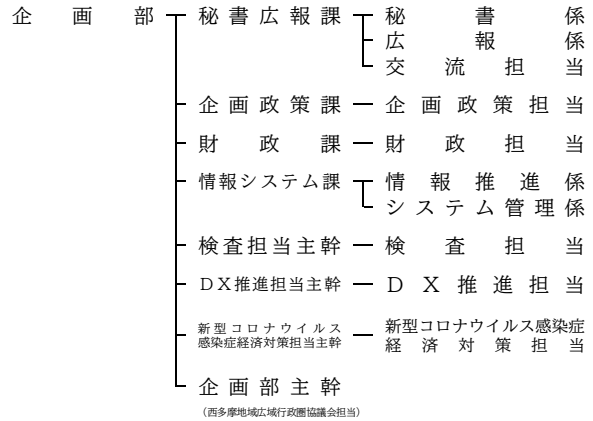 企画部 秘書広報課 秘書係
広報係
交流担当
企画政策課 企画政策担当
財政課 財政担当
情報システム課 情報推進係
システム管理係
検査担当主幹 検査担当
DX推進担当主幹 DX推進担当
新型コロナウイルス
感染症経済対策担当主幹
新型コロナウイルス感染症
経済対策担当
企画部主幹
(西多摩地域広域行政圏協議会担当)